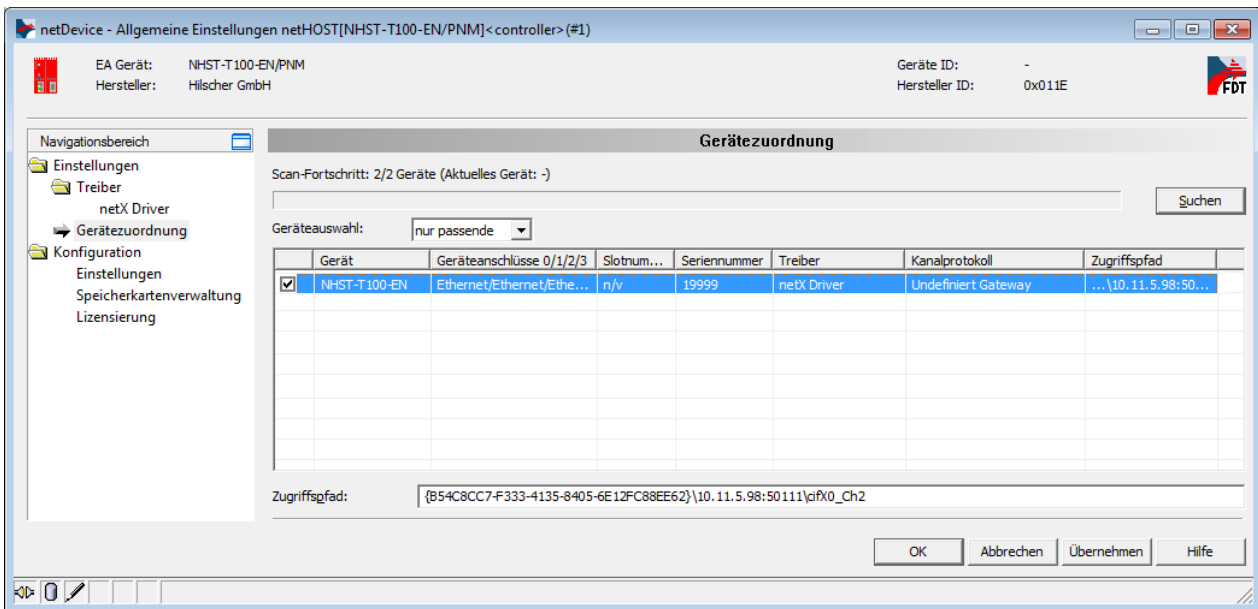 netDevice - Allgemeine Einstellungen netHOST[NHST-T100-EN/PNM]<controller>(#1)
EA Gerät: NHST-T100-EN/PNM Geräte ID: -
Hersteller: Hilscher GmbH Hersteller ID: 0x011E
FDT
Navigationsbereich
Einstellungen
Treiber
netX Driver
Gerätezuordnung
Konfiguration
Einstellungen
Speicherkartenverwaltung
Lizensierung
Gerätezuordnung
Scan-Fortschritt: 2/2 Geräte (Aktuelles Gerät: -)
Suchen
Geräteauswahl: nur passende
Gerät Geräteanschlüsse 0/1/2/3 Slotnum... Seriennummer Treiber Kanalprotokoll Zugriffspfad
NHST-T100-EN Ethernet/Ethernet/Ethe... n/v 19999 netX Driver Undefiniert Gateway ...\10.11.5.98:50...
Zugriffspfad: {B54C8CC7-F333-4135-8405-6E12FC88EE62}\10.11.5.98:50111\cifX0_Ch2
OK Abbrechen Übernehmen Hilfe